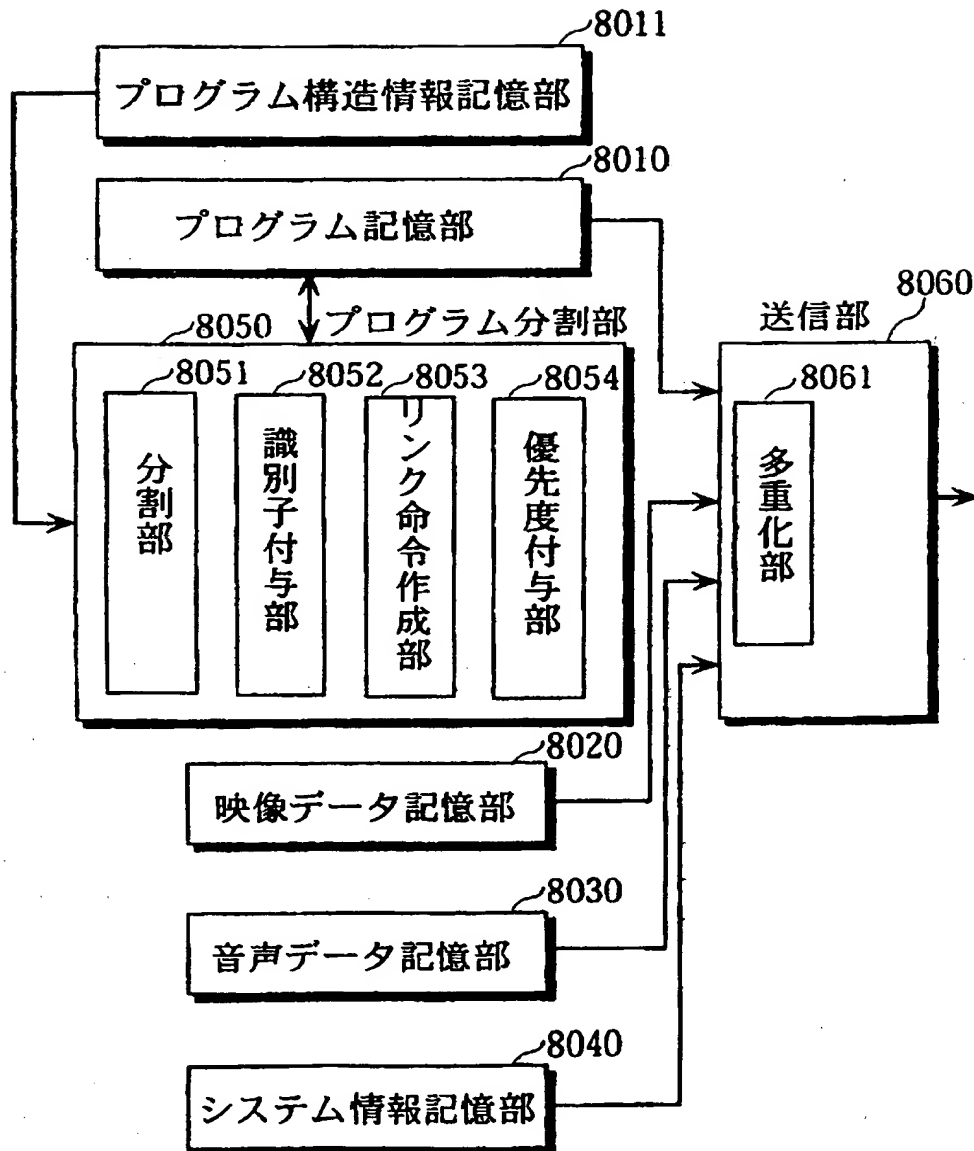 8011
プログラム構造情報記憶部
8010
プログラム記憶部
8060
送信部
プログラム分割部
8050
8051
8052
8053
8054
8061
分割部
識別子付与部
リンク命令作成部
優先度付与部
多重化部
8020
映像データ記憶部
8030
音声データ記憶部
8040
システム情報記憶部